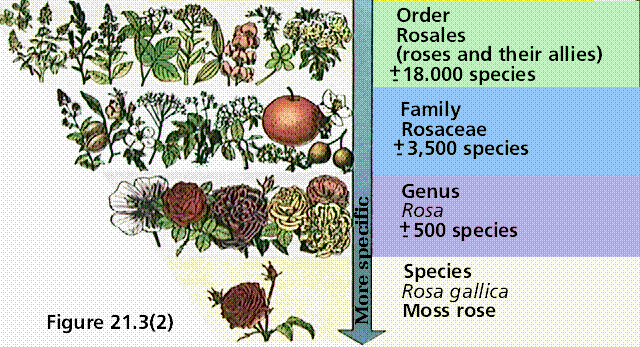 Order
Rosales
(roses and their allies)
±18.000 species
Family
Rosaceae
±3,500 species
Genus
Rosa
±500 species
More specific
Species
Rosa gallica
Moss rose
Figure 21.3(2)